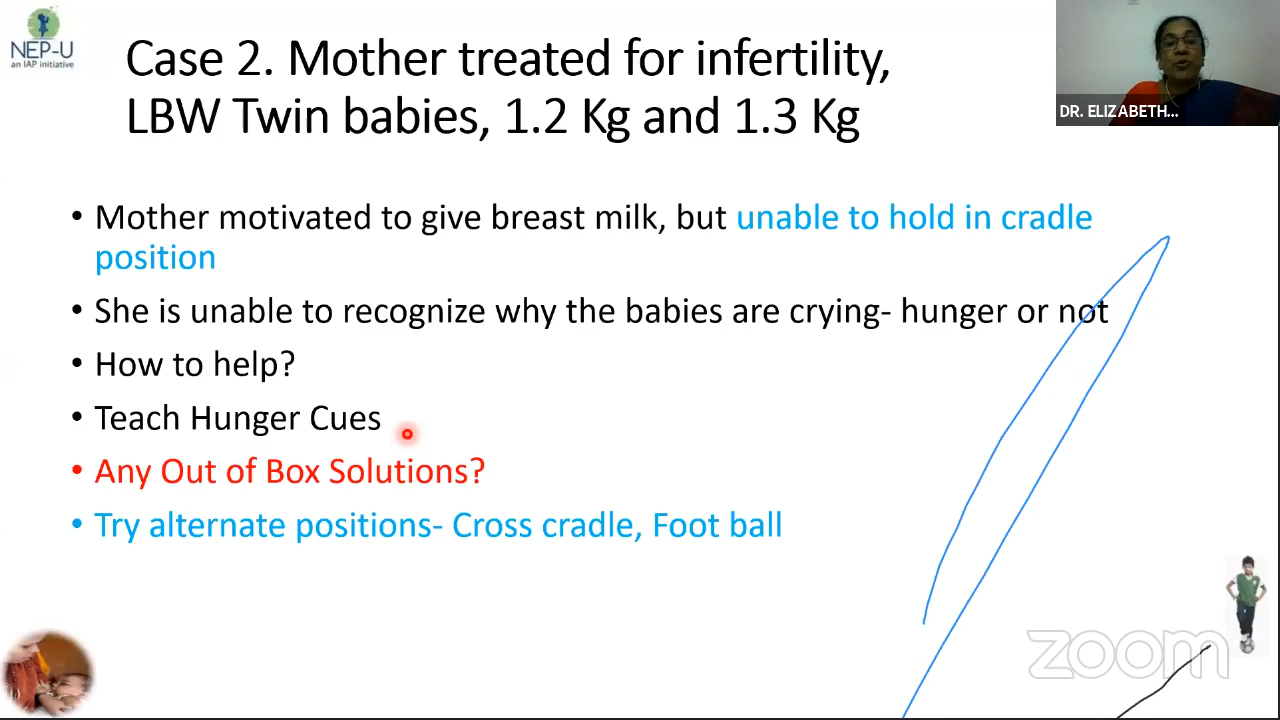 NEP-U
an IAP initiative
Case 2. Mother treated for infertility,
LBW Twin babies, 1.2 Kg and 1.3 Kg
DR. ELIZABETH...
• Mother motivated to give breast milk, but unable to hold in cradle
position
• She is unable to recognize why the babies are crying- hunger or not
• How to help?
• Teach Hunger Cues
• Any Out of Box Solutions?
• Try alternate positions- Cross cradle, Foot ball
zoom